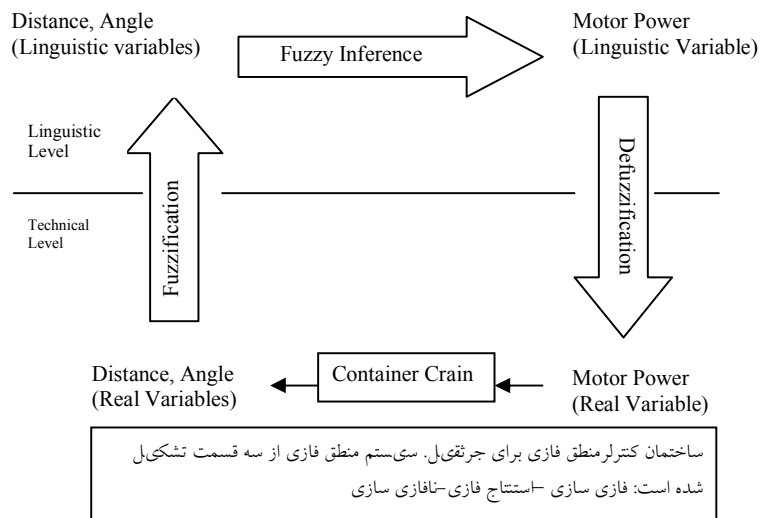 Distance, Angle
(Linguistic variables)
Fuzzy Inference
Motor Power
(Linguistic Variable)
Linguistic
Level
Technical
Level
Fuzzification
Defuzzification
Distance, Angle
(Real Variables)
Container Crain
Motor Power
(Real Variable)
ساختمان کنترلرمنطق فازی برای جرثقیل. سیستم منطق فازی از سه قسمت تشکیل
شده است: فازی سازی –استنتاج فازی–نافازی سازی